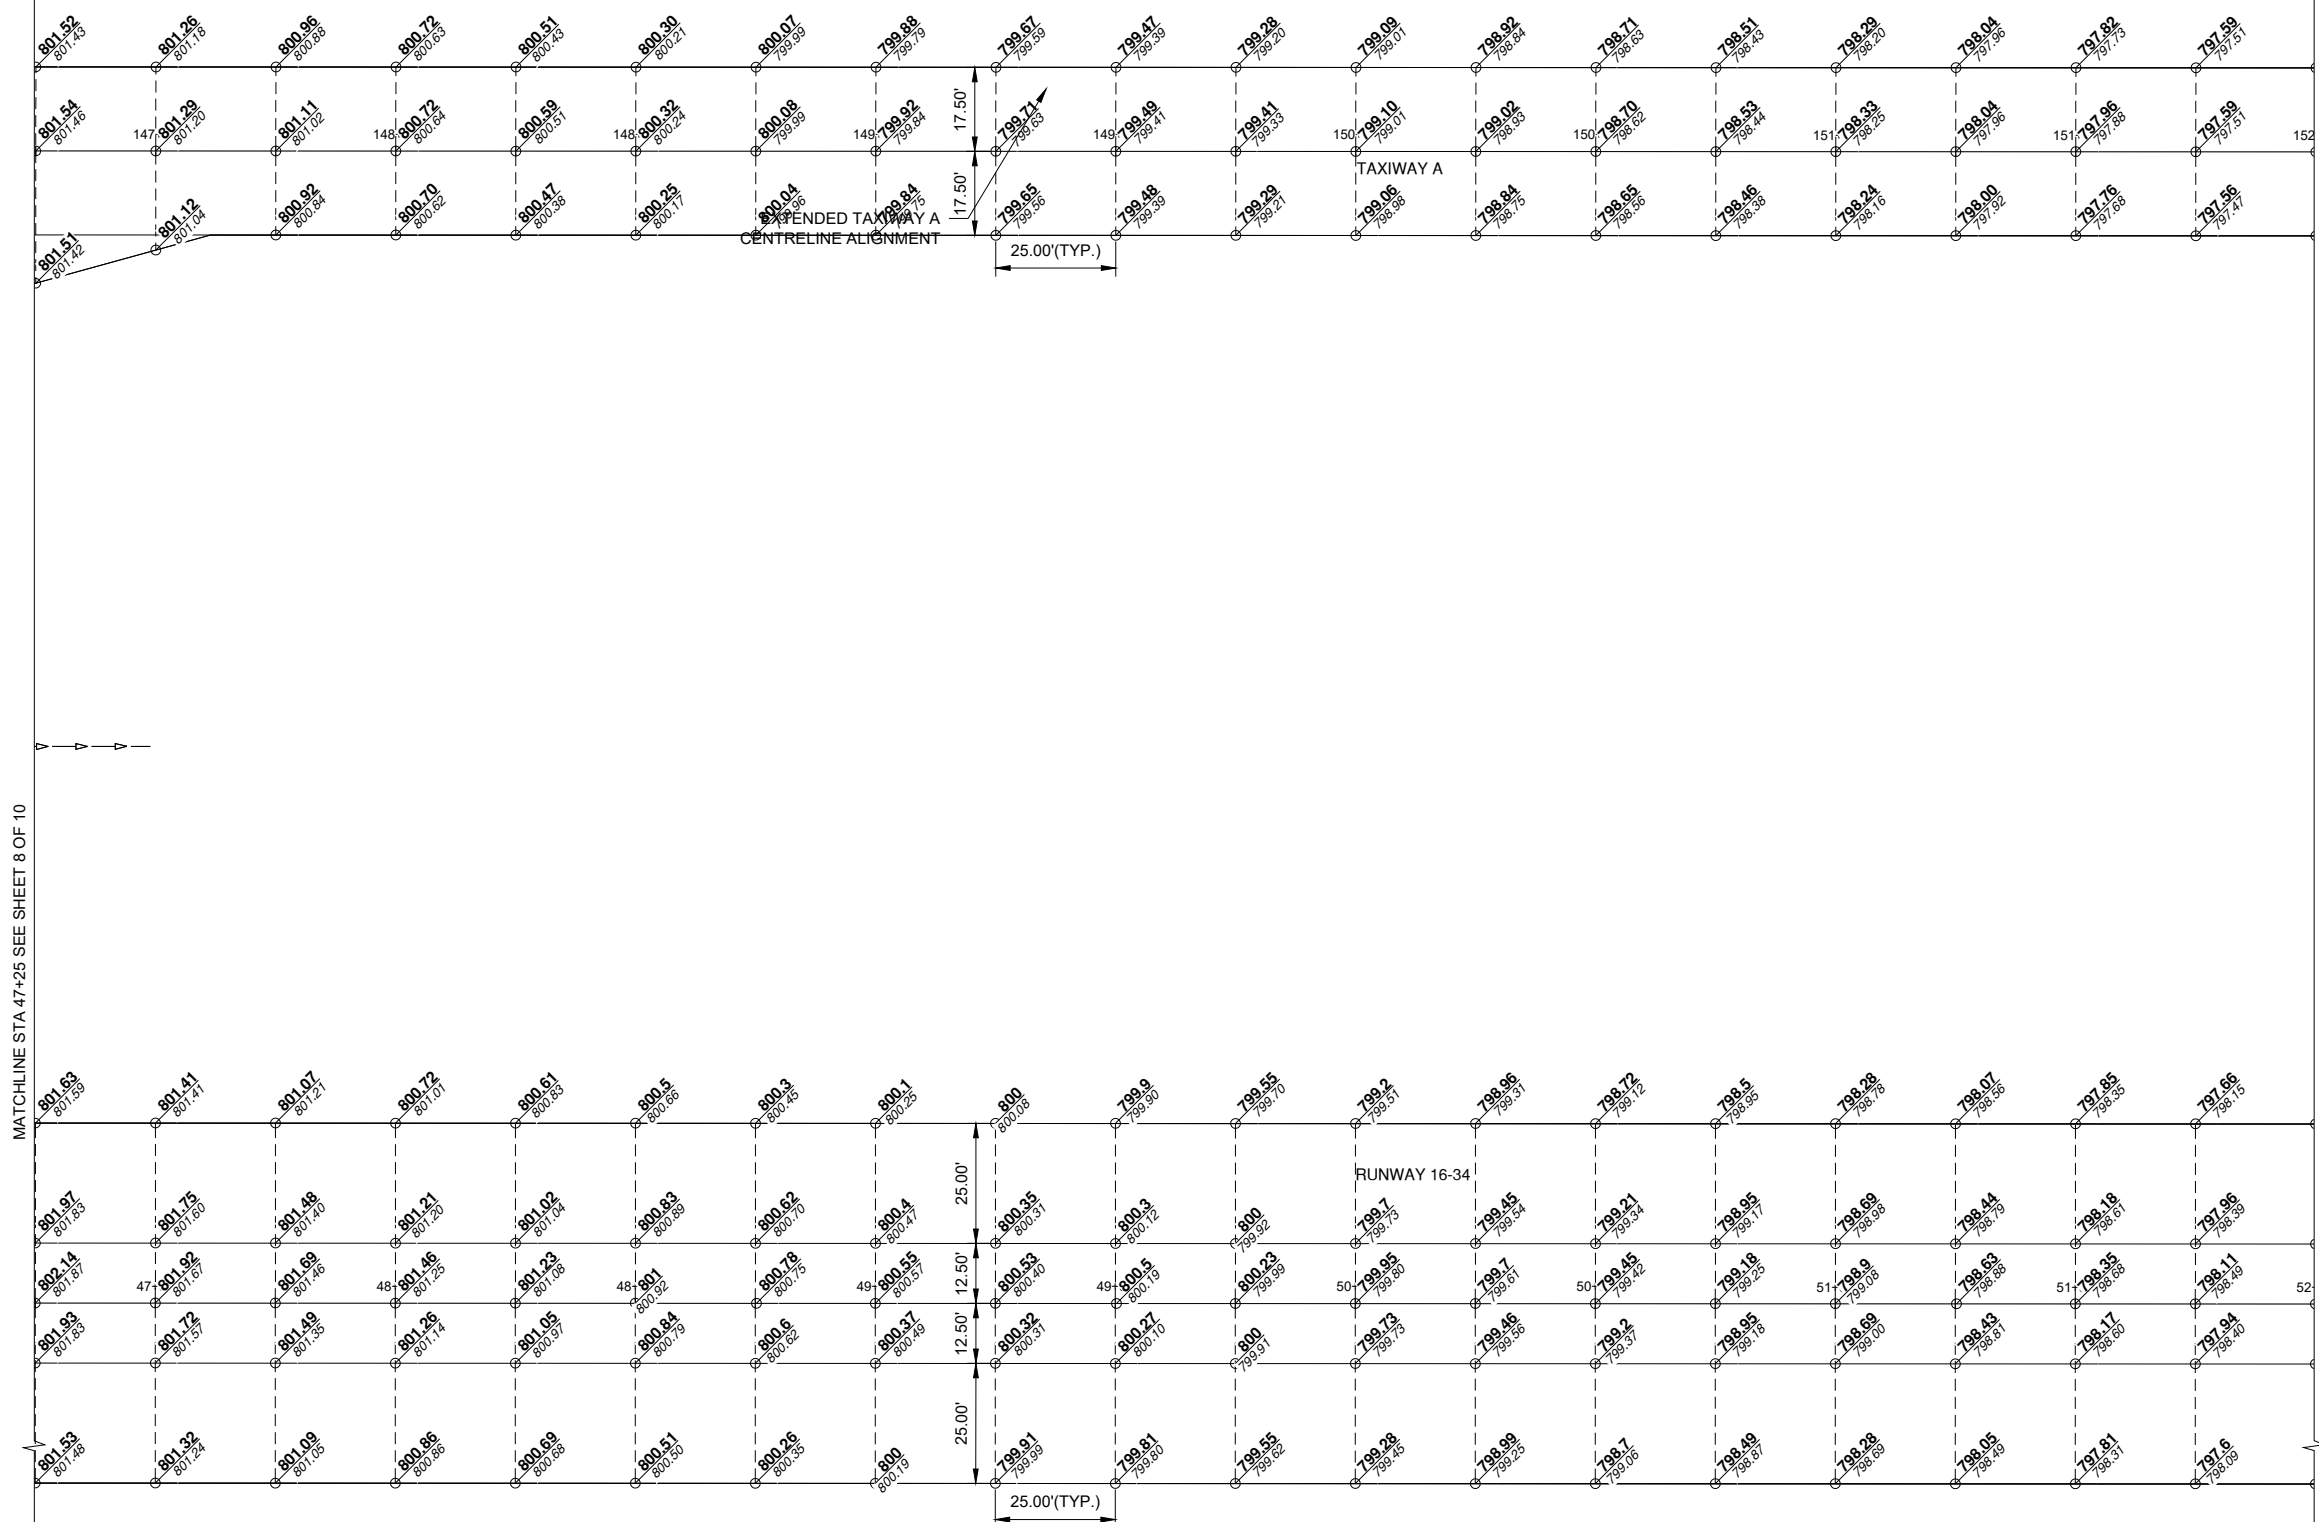 801.52 801.26 800.96 800.72 800.51 800.30 800.07 799.88 799.67 799.47 799.28 799.09 798.92 798.71 798.51 798.29 798.04 797.82 797.59
801.43 801.18 800.88 800.63 800.43 800.21 799.99 799.79 799.59 799.39 799.20 799.01 798.84 798.63 798.43 798.20 797.96 797.73 797.51
17.50'
801.54 801.29 801.11 800.72 800.59 800.32 800.08 799.92 799.71 799.49 799.41 799.10 799.02 798.70 798.53 798.33 798.04 797.96 797.59
801.46 801.20 801.02 800.64 800.51 800.24 799.99 799.84 799.63 799.41 799.33 799.01 798.93 798.62 798.44 798.25 797.96 797.88 797.51
147 148 148 149 149 150 150 151 151 152
TAXIWAY A
17.50'
801.51 801.12 800.92 800.70 800.47 800.25 800.04 799.84 799.65 799.48 799.29 799.06 798.84 798.65 798.46 798.24 798.00 797.76 797.56
801.42 801.04 800.84 800.62 800.38 800.17 .96 .75 799.56 799.39 799.21 798.98 798.75 798.56 798.38 798.16 797.92 797.68 797.47
EXTENDED TAXIWAY A
CENTRELINE ALIGNMENT
25.00'(TYP.)
MATCHLINE STA 47+25 SEE SHEET 8 OF 10
801.63 801.41 801.07 800.72 800.61 800.5 800.3 800.1 800 799.9 799.55 799.2 798.96 798.72 798.5 798.28 798.07 797.85 797.66
801.59 801.41 801.21 801.01 800.83 800.66 800.45 800.25 800.08 799.90 799.70 799.51 799.31 799.12 798.95 798.78 798.56 798.35 798.15
25.00'
RUNWAY 16-34
801.97 801.75 801.48 801.21 801.02 800.83 800.62 800.4 800.35 800.3 800 799.7 799.45 799.21 798.95 798.69 798.44 798.18 797.96
801.83 801.60 801.40 801.20 801.04 800.89 800.70 800.47 800.31 800.12 799.92 799.73 799.54 799.34 799.17 798.98 798.79 798.61 798.39
12.50'
802.14 801.92 801.69 801.46 801.23 801 800.78 800.55 800.53 800.5 800.23 799.95 799.7 799.45 799.18 798.9 798.63 798.35 798.11
801.87 801.67 801.46 801.25 801.08 800.92 800.75 800.57 800.40 800.19 799.99 799.80 799.61 799.42 799.25 799.08 798.88 798.68 798.49
47 48 48 49 49 50 50 51 51 52
12.50'
801.93 801.72 801.49 801.26 801.05 800.84 800.6 800.37 800.32 800.27 800 799.73 799.46 799.2 798.95 798.69 798.43 798.17 797.94
801.83 801.57 801.35 801.14 800.97 800.79 800.62 800.49 800.31 800.10 799.91 799.73 799.56 799.37 799.18 799.00 798.81 798.60 798.40
25.00'
801.53 801.32 801.09 800.86 800.69 800.51 800.26 800 799.91 799.81 799.55 799.28 798.99 798.7 798.49 798.28 798.05 797.81 797.6
801.48 801.24 801.05 800.86 800.68 800.50 800.35 800.19 799.99 799.80 799.62 799.45 799.25 799.06 798.87 798.69 798.49 798.31 798.09
25.00'(TYP.)